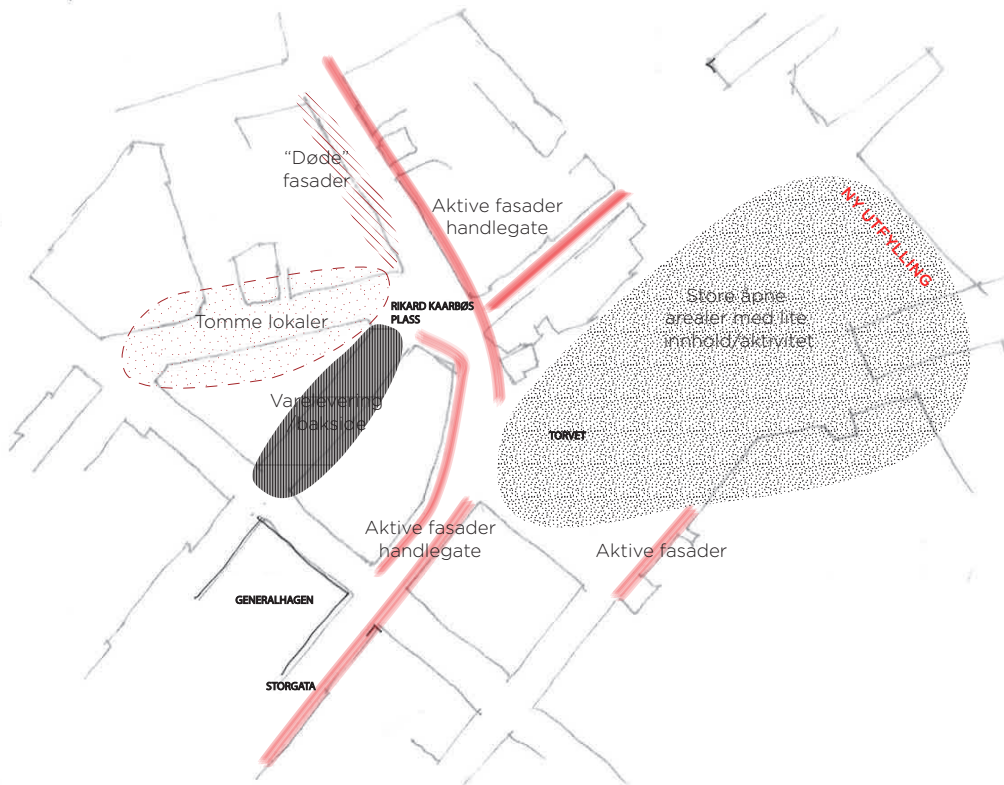 “Døde”
fasader
Aktive fasader
handlegate
NY UTFYLLING
Store åpne
arealer med lite
innhold/aktivitet
RIKARD KAARBØS
PLASS
Tomme lokaler
Varelevering
/bakside
TORVET
Aktive fasader
handlegate
Aktive fasader
GENERALHAGEN
STORGATA